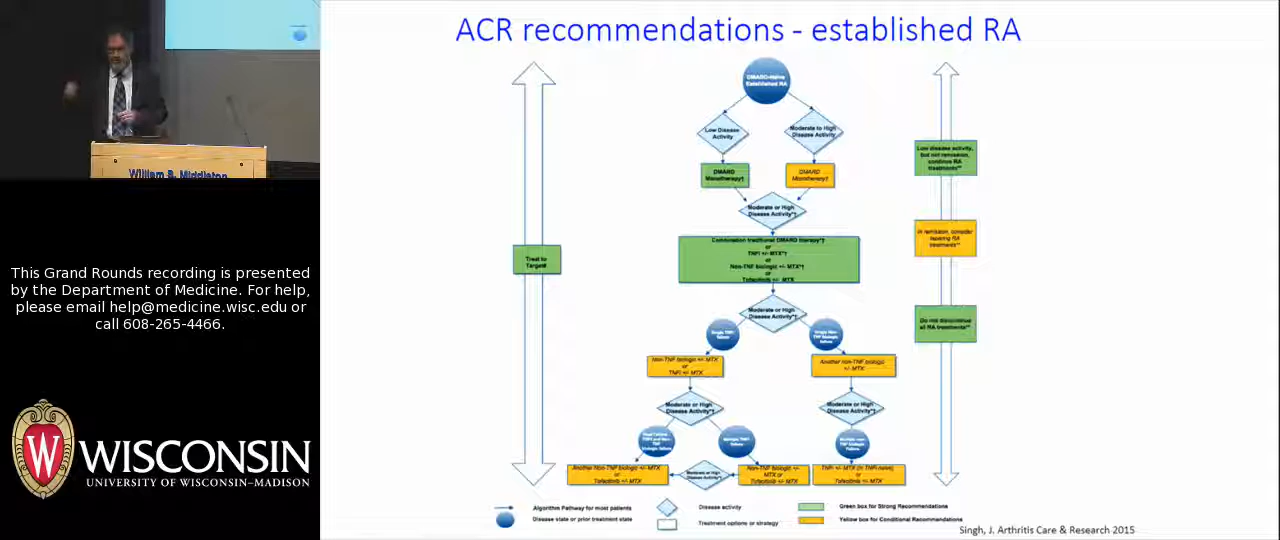 ACR recommendations - established RA
DMARD-Naïve
Established RA
Low Disease
Activity
Moderate to High
Disease Activity
DMARD
Monotherapy†
DMARD
Monotherapy†
Moderate or High
Disease Activity*†
Combination traditional DMARD therapy*†
or
TNFi +/- MTX*†
or
Non-TNF biologic +/- MTX*†
or
Tofacitinib +/- MTX
Moderate or High
Disease Activity*†
Single TNFi
failure
Single Non-
TNF biologic
failure
Non-TNF biologic +/- MTX
or
TNFi +/- MTX
Another non-TNF biologic
+/- MTX
Moderate or High
Disease Activity*†
Moderate or High
Disease Activity*†
Multiple TNFi
failure
Another Non-TNF biologic +/- MTX
or
Tofacitinib +/- MTX
Moderate or High
Disease Activity*†
Non-TNF biologic +/-
MTX or
Tofacitinib +/- MTX
TNFi +/- MTX (in TNFi naïve)
or
Tofacitinib +/- MTX
Treat to
Target#
Low disease activity,
but not remission,
continue RA
treatments**
In remission, consider
tapering RA
treatments**
Do not discontinue
all RA treatments**
Algorithm Pathway for most patients
Disease state or prior treatment state
Disease activity
Treatment options or strategy
Green box for Strong Recommendations
Yellow box for Conditional Recommendations
Singh, J. Arthritis Care & Research 2015
William S. Middleton
This Grand Rounds recording is presented
by the Department of Medicine. For help,
please email help@medicine.wisc.edu or
call 608-265-4466.
W
WISCONSIN
UNIVERSITY OF WISCONSIN–MADISON